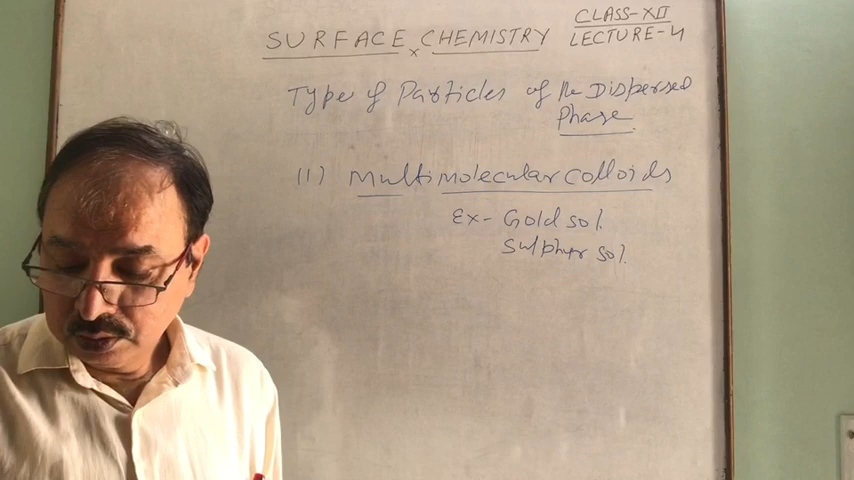 SURFACE CHEMISTRY
CLASS-XII
LECTURE-4
Type of Particles of the Dispersed
Phase
(1) Multimolecular colloids
Ex- Gold sol.
Sulphur sol.